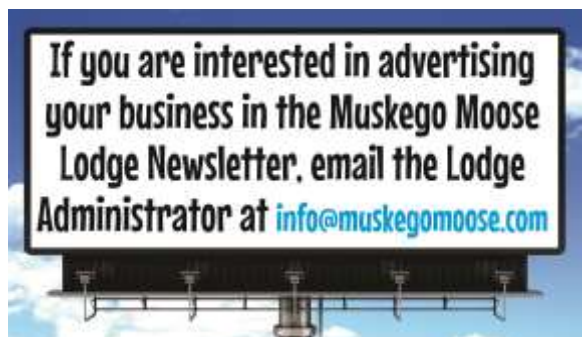 If you are interested in advertising
your business in the Muskego Moose
Lodge Newsletter, email the Lodge
Administrator at info@muskegomoose.com